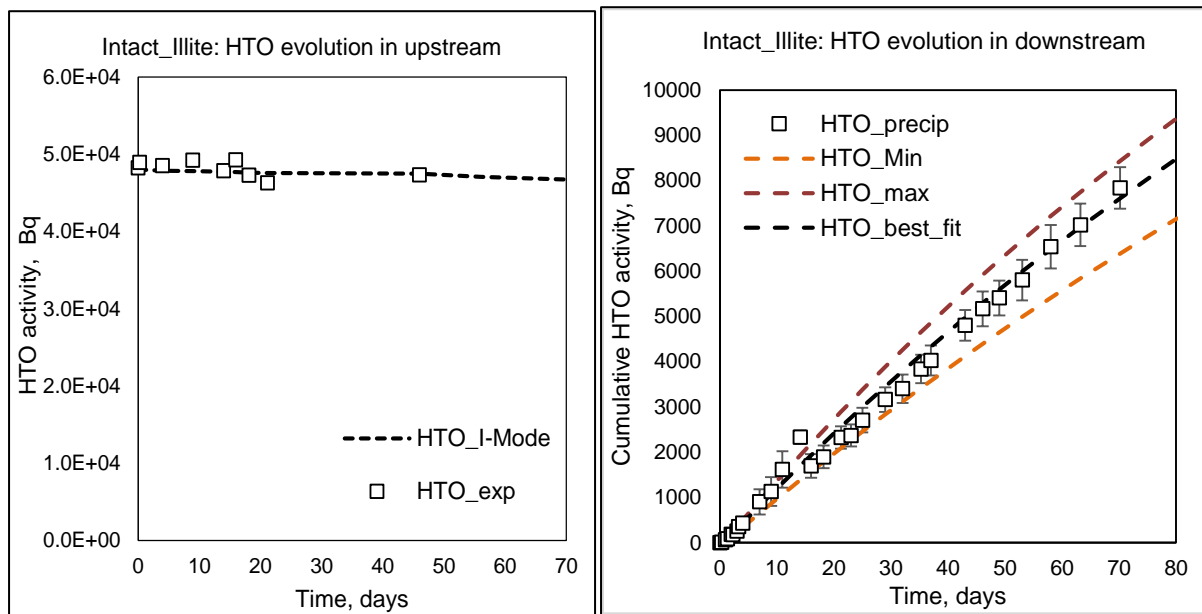 Intact_Illite: HTO evolution in upstream
6.0E+04
5.0E+04
4.0E+04
3.0E+04
2.0E+04
1.0E+04
0.0E+00
HTO activity, Bq
HTO_I-Mode
HTO_exp
0 10 20 30 40 50 60 70
Time, days
Intact_Illite: HTO evolution in downstream
10000
9000
8000
7000
6000
5000
4000
3000
2000
1000
0
Cumulative HTO activity, Bq
HTO_precip
HTO_Min
HTO_max
HTO_best_fit
0 10 20 30 40 50 60 70 80
Time, days